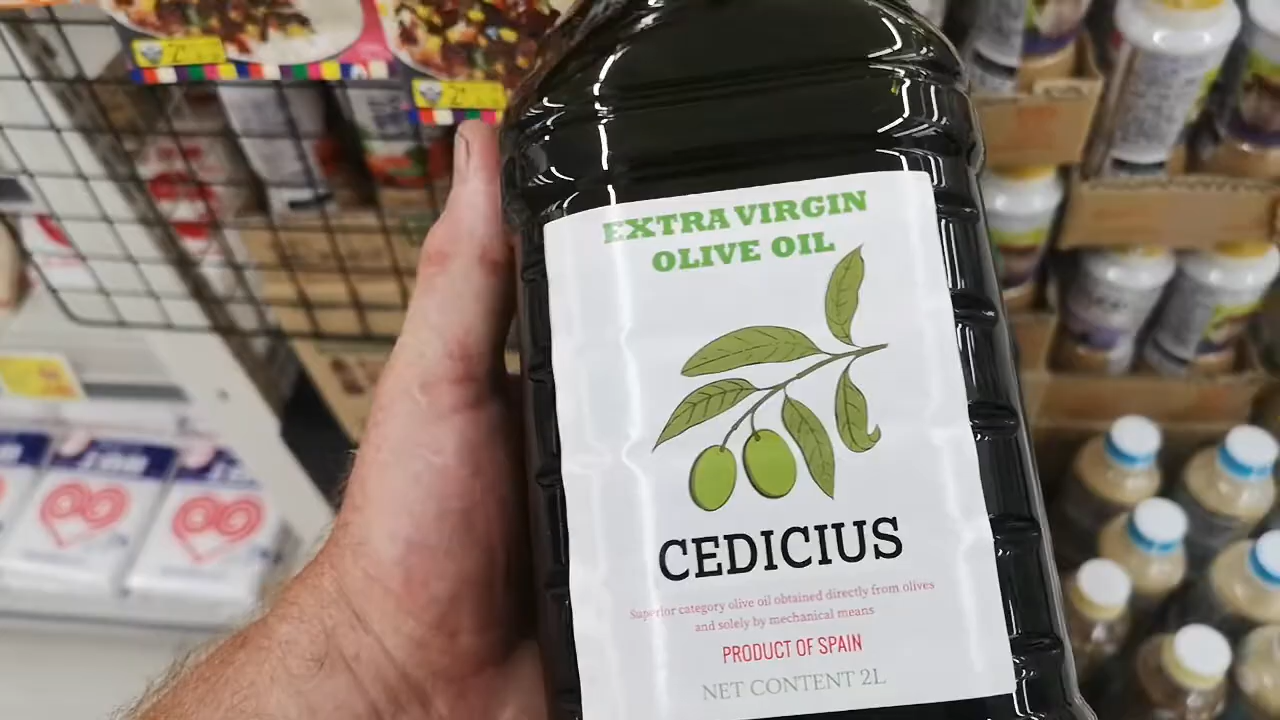 EXTRA VIRGIN
OLIVE OIL
CEDICIUS
Superior category olive oil obtained directly from olives
and solely by mechanical means
PRODUCT OF SPAIN
NET CONTENT 2L